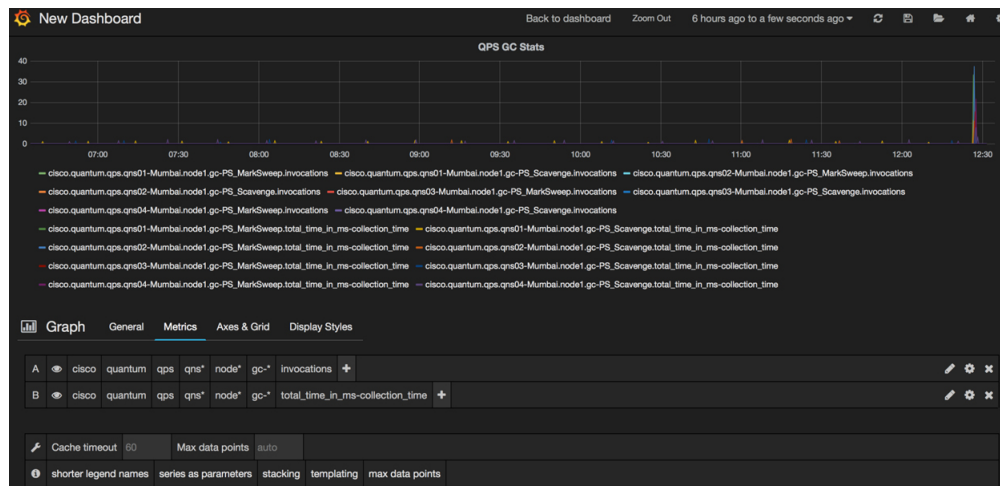 New Dashboard Back to dashboard Zoom Out 6 hours ago to a few seconds ago
QPS GC Stats
40
30
20
10
0
07:00 07:30 08:00 08:30 09:00 09:30 10:00 10:30 11:00 11:30 12:00 12:30
cisco.quantum.qps.qns01-Mumbai.node1.gc-PS_MarkSweep.invocations cisco.quantum.qps.qns01-Mumbai.node1.gc-PS_Scavenge.invocations cisco.quantum.qps.qns02-Mumbai.node1.gc-PS_MarkSweep.invocations
cisco.quantum.qps.qns02-Mumbai.node1.gc-PS_Scavenge.invocations cisco.quantum.qps.qns03-Mumbai.node1.gc-PS_MarkSweep.invocations cisco.quantum.qps.qns03-Mumbai.node1.gc-PS_Scavenge.invocations
cisco.quantum.qps.qns04-Mumbai.node1.gc-PS_MarkSweep.invocations cisco.quantum.qps.qns04-Mumbai.node1.gc-PS_Scavenge.invocations
cisco.quantum.qps.qns01-Mumbai.node1.gc-PS_MarkSweep.total_time_in_ms-collection_time cisco.quantum.qps.qns01-Mumbai.node1.gc-PS_Scavenge.total_time_in_ms-collection_time
cisco.quantum.qps.qns02-Mumbai.node1.gc-PS_MarkSweep.total_time_in_ms-collection_time cisco.quantum.qps.qns02-Mumbai.node1.gc-PS_Scavenge.total_time_in_ms-collection_time
cisco.quantum.qps.qns03-Mumbai.node1.gc-PS_MarkSweep.total_time_in_ms-collection_time cisco.quantum.qps.qns03-Mumbai.node1.gc-PS_Scavenge.total_time_in_ms-collection_time
cisco.quantum.qps.qns04-Mumbai.node1.gc-PS_MarkSweep.total_time_in_ms-collection_time cisco.quantum.qps.qns04-Mumbai.node1.gc-PS_Scavenge.total_time_in_ms-collection_time
Graph General Metrics Axes & Grid Display Styles
A cisco quantum qps qns* node* gc-* invocations +
B cisco quantum qps qns* node* gc-* total_time_in_ms-collection_time +
Cache timeout 60 Max data points auto
shorter legend names series as parameters stacking templating max data points